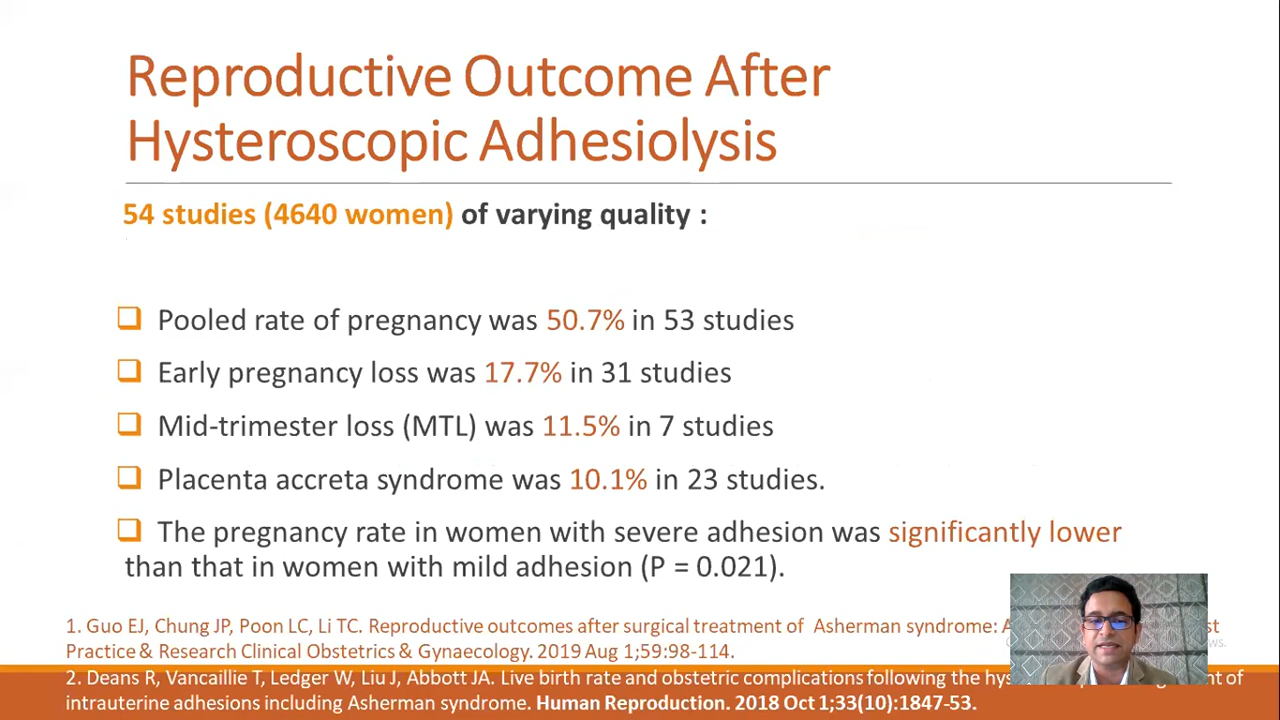 Reproductive Outcome After
Hysteroscopic Adhesiolysis
54 studies (4640 women) of varying quality :
Pooled rate of pregnancy was 50.7% in 53 studies
Early pregnancy loss was 17.7% in 31 studies
Mid-trimester loss (MTL) was 11.5% in 7 studies
Placenta accreta syndrome was 10.1% in 23 studies.
The pregnancy rate in women with severe adhesion was significantly lower
than that in women with mild adhesion (P = 0.021).
1. Guo EJ, Chung JP, Poon LC, Li TC. Reproductive outcomes after surgical treatment of Asherman syndrome:
Practice & Research Clinical Obstetrics & Gynaecology. 2019 Aug 1;59:98-114.
2. Deans R, Vancaillie T, Ledger W, Liu J, Abbott JA. Live birth rate and obstetric complications following the of
intrauterine adhesions including Asherman syndrome. Human Reproduction. 2018 Oct 1;33(10):1847-53.